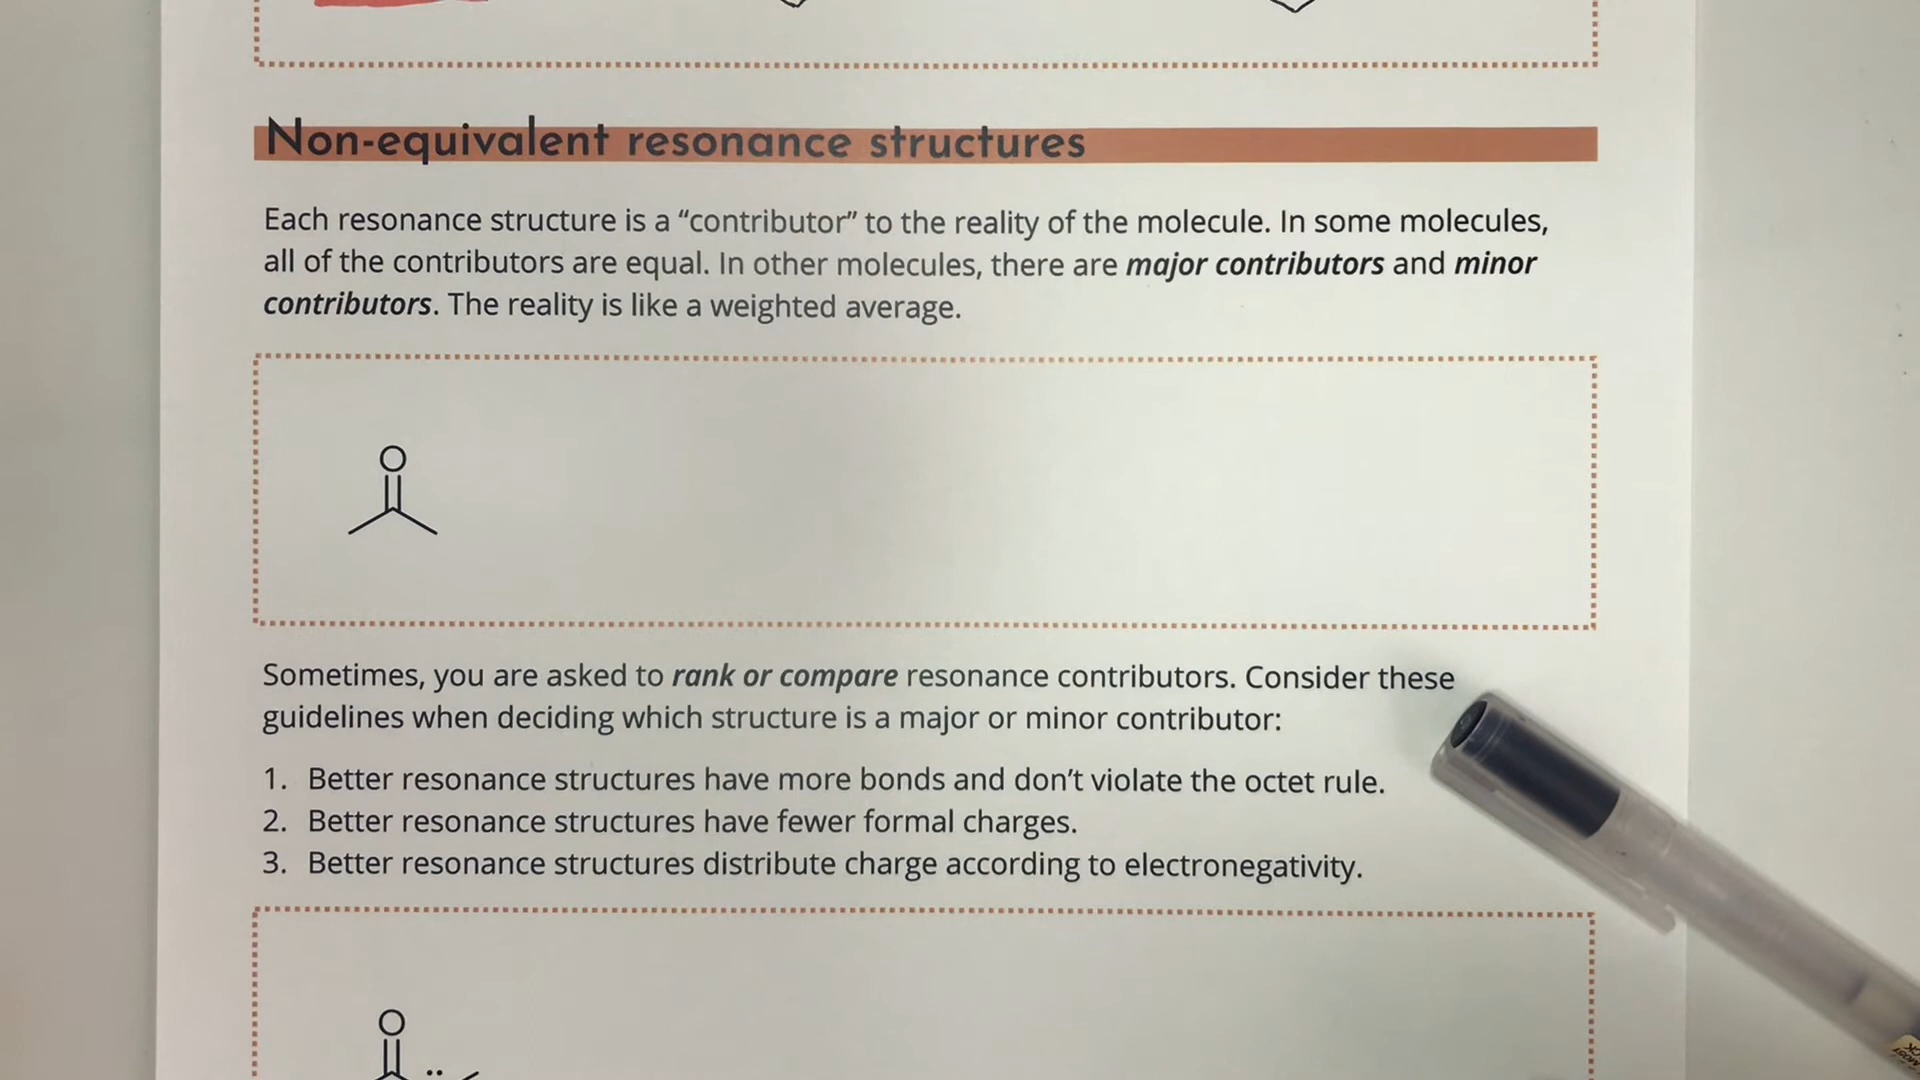 Non-equivalent resonance structures
Each resonance structure is a “contributor” to the reality of the molecule. In some molecules,
all of the contributors are equal. In other molecules, there are major contributors and minor
contributors. The reality is like a weighted average.
O
Sometimes, you are asked to rank or compare resonance contributors. Consider these
guidelines when deciding which structure is a major or minor contributor:
1. Better resonance structures have more bonds and don’t violate the octet rule.
2. Better resonance structures have fewer formal charges.
3. Better resonance structures distribute charge according to electronegativity.
O